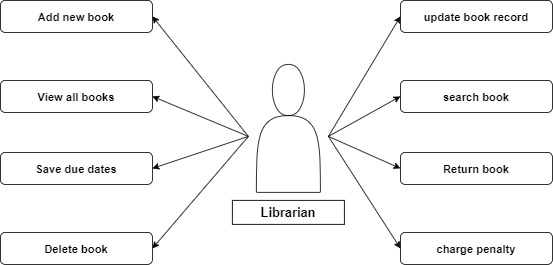 Add new book
update book record
View all books
search book
Save due dates
Return book
Librarian
Delete book
charge penalty